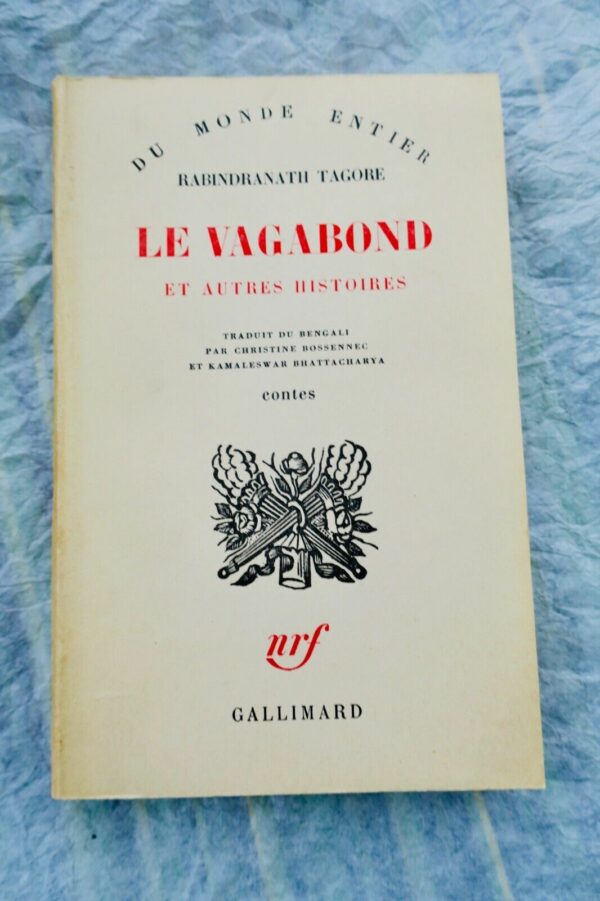 DU MONDE ENTIER
RABINDRANATH TAGORE
LE VAGABOND
ET AUTRES HISTOIRES
TRADUIT DU BENGALI
PAR CHRISTINE BOSSENNEC
ET KAMALESWAR BHATTACHARYA
contes
nrf
GALLIMARD